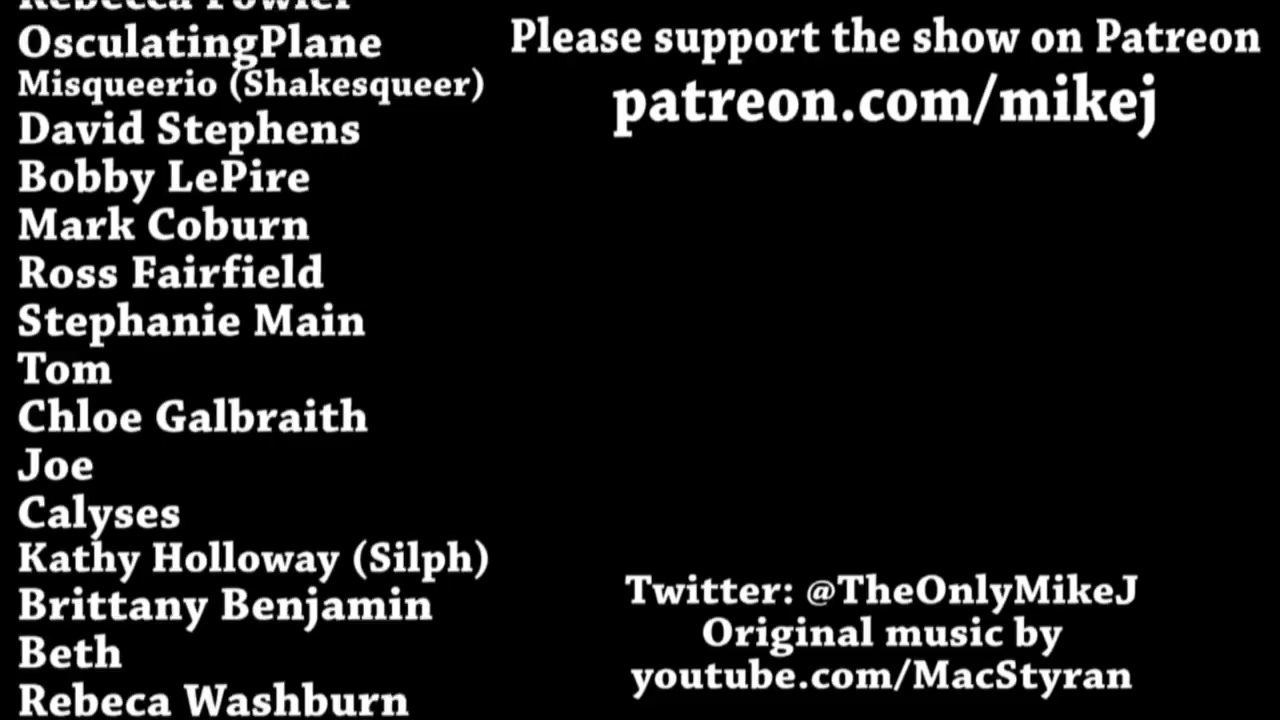 Rebecca Fowler
OsculatingPlane
Misqueerio (Shakesqueer)
David Stephens
Bobby LePire
Mark Coburn
Ross Fairfield
Stephanie Main
Tom
Chloe Galbraith
Joe
Calyses
Kathy Holloway (Silph)
Brittany Benjamin
Beth
Rebeca Washburn
Please support the show on Patreon
patreon.com/mikej
Twitter: @TheOnlyMikeJ
Original music by
youtube.com/MacStyran